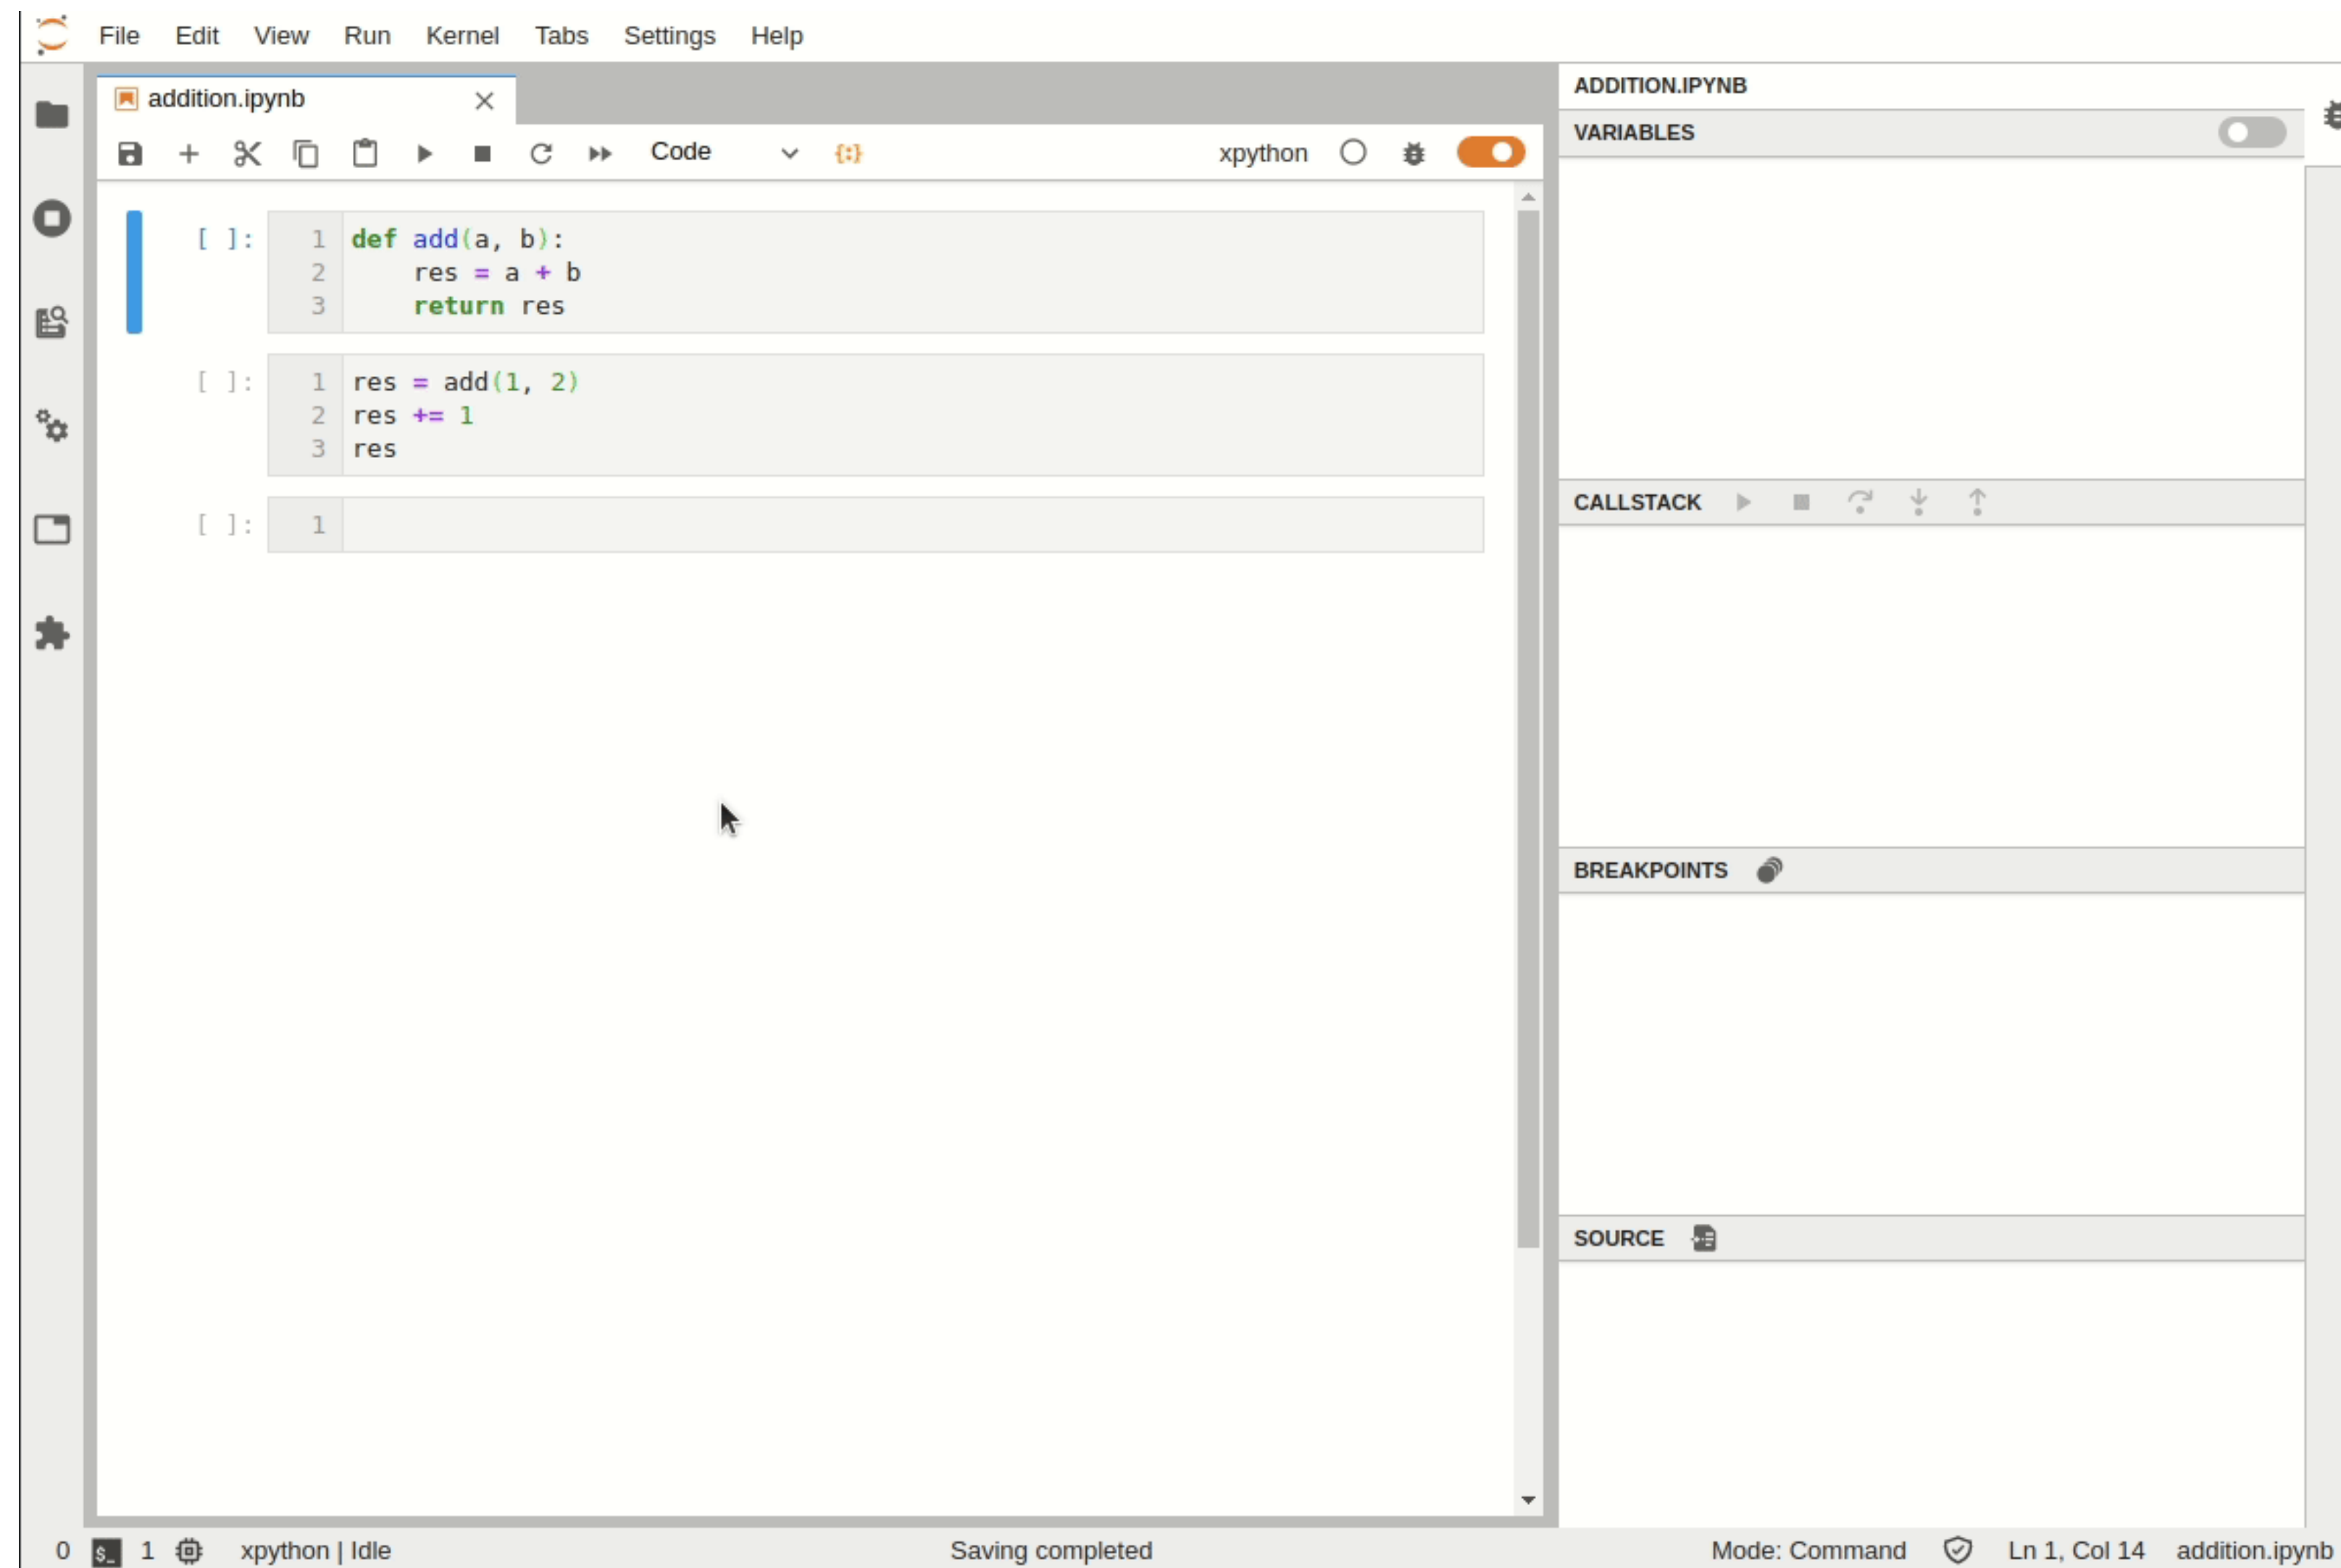 File Edit View Run Kernel Tabs Settings Help
addition.ipynb
Code
xpython
[ ]: 1 def add(a, b):
2     res = a + b
3     return res
[ ]: 1 res = add(1, 2)
2 res += 1
3 res
[ ]: 1
ADDITION.IPYNB
VARIABLES
CALLSTACK
BREAKPOINTS
SOURCE
0 $_ 1 xpython | Idle Saving completed Mode: Command Ln 1, Col 14 addition.ipynb